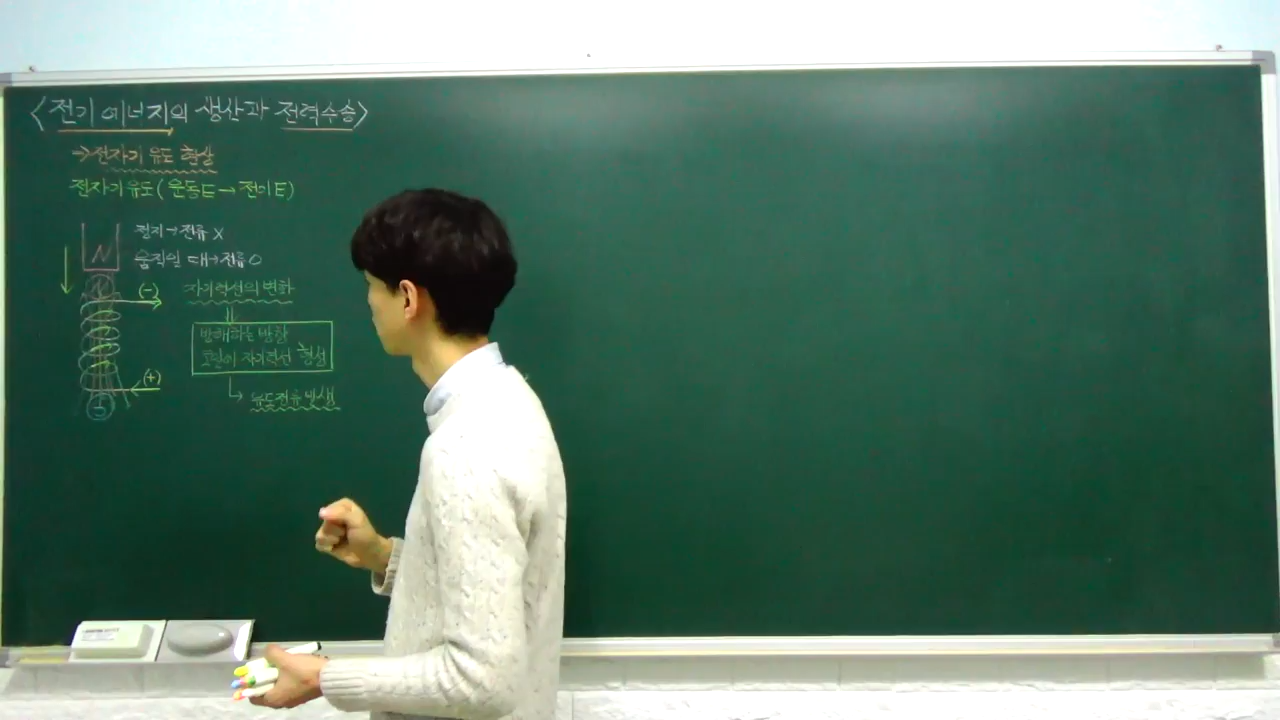 <전기 에너지의 생산과 전력수송>
→전자기 유도 현상
전자기유도(운동E→전기E)
정지→전류 X
움직일 때→전류 O
N
N
(-)
자기력선의 변화
방해하는 방향
코일이 자기력선 형성
(+)
유도전류 발생
S